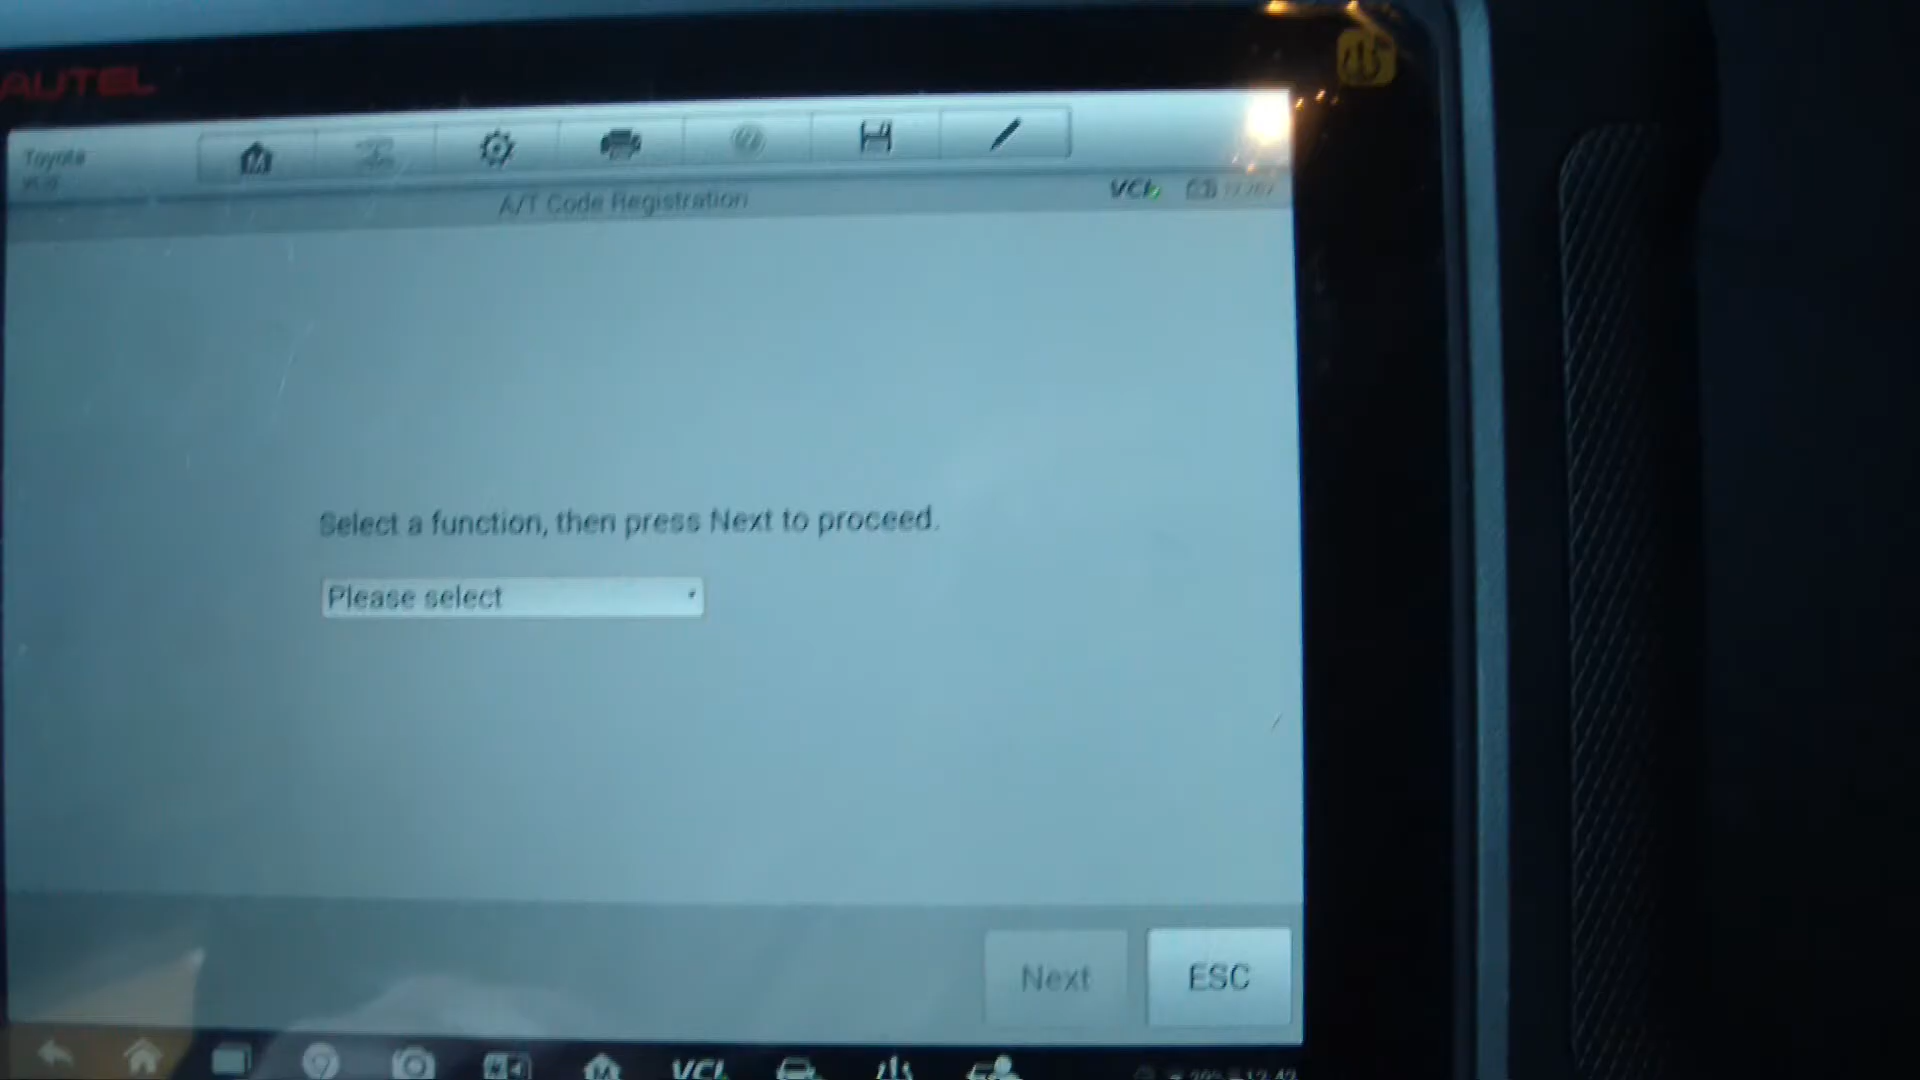 AUTEL
Toyota
A/T Code Registration
VCI
Select a function, then press Next to proceed.
Please select
Next
ESC
VCI